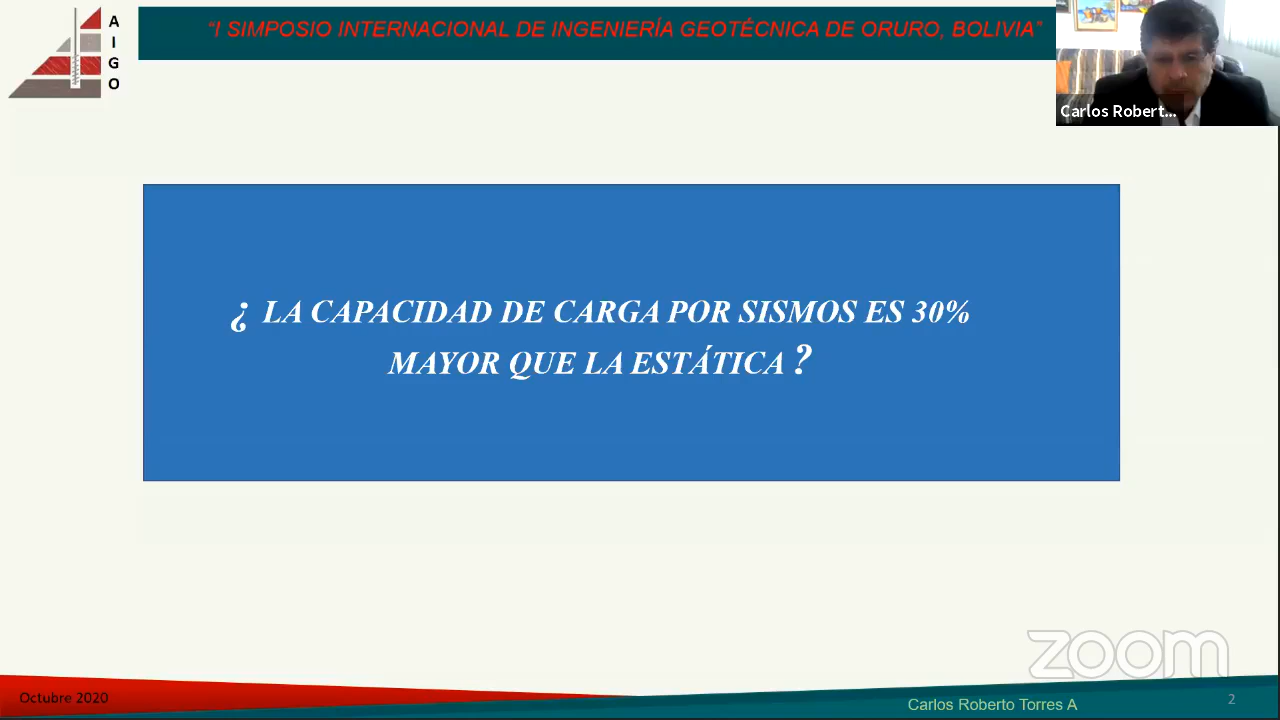 A
I
G
O
“I SIMPOSIO INTERNACIONAL DE INGENIERÍA GEOTÉCNICA DE ORURO, BOLIVIA”
Carlos Robert...
¿ LA CAPACIDAD DE CARGA POR SISMOS ES 30%
MAYOR QUE LA ESTÁTICA ?
zoom
Octubre 2020
Carlos Roberto Torres A
2